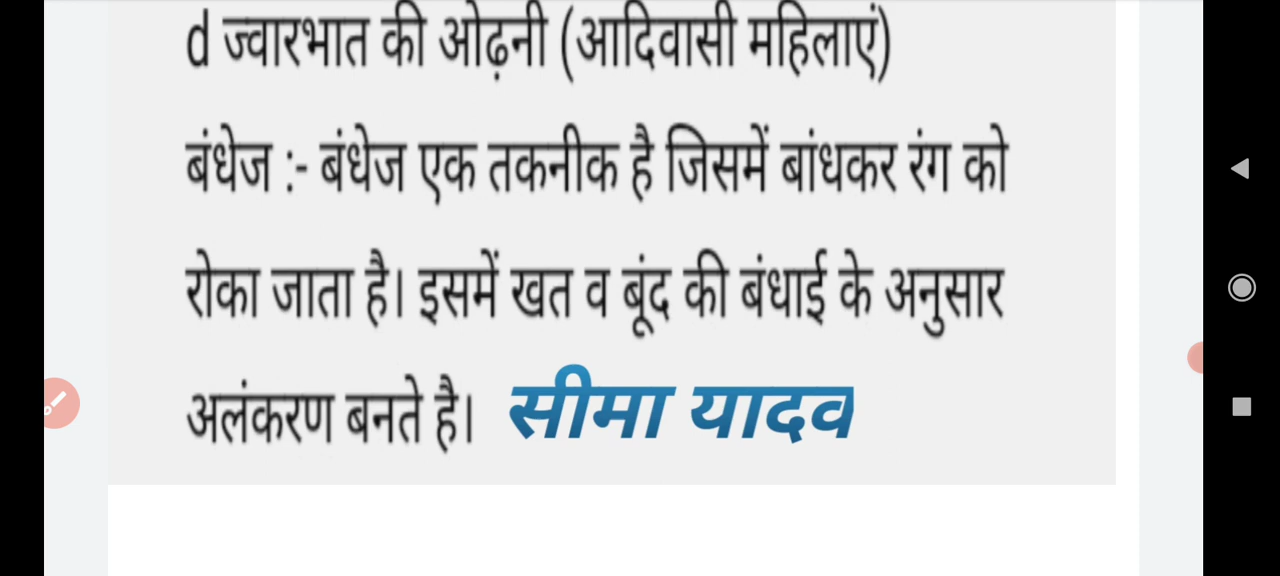 d ज्वारभात की ओढ़नी (आदिवासी महिलाएं)
बंधेज :- बंधेज एक तकनीक है जिसमें बांधकर रंग को
रोका जाता है। इसमें खत व बूंद की बंधाई के अनुसार
अलंकरण बनते है। सीमा यादव